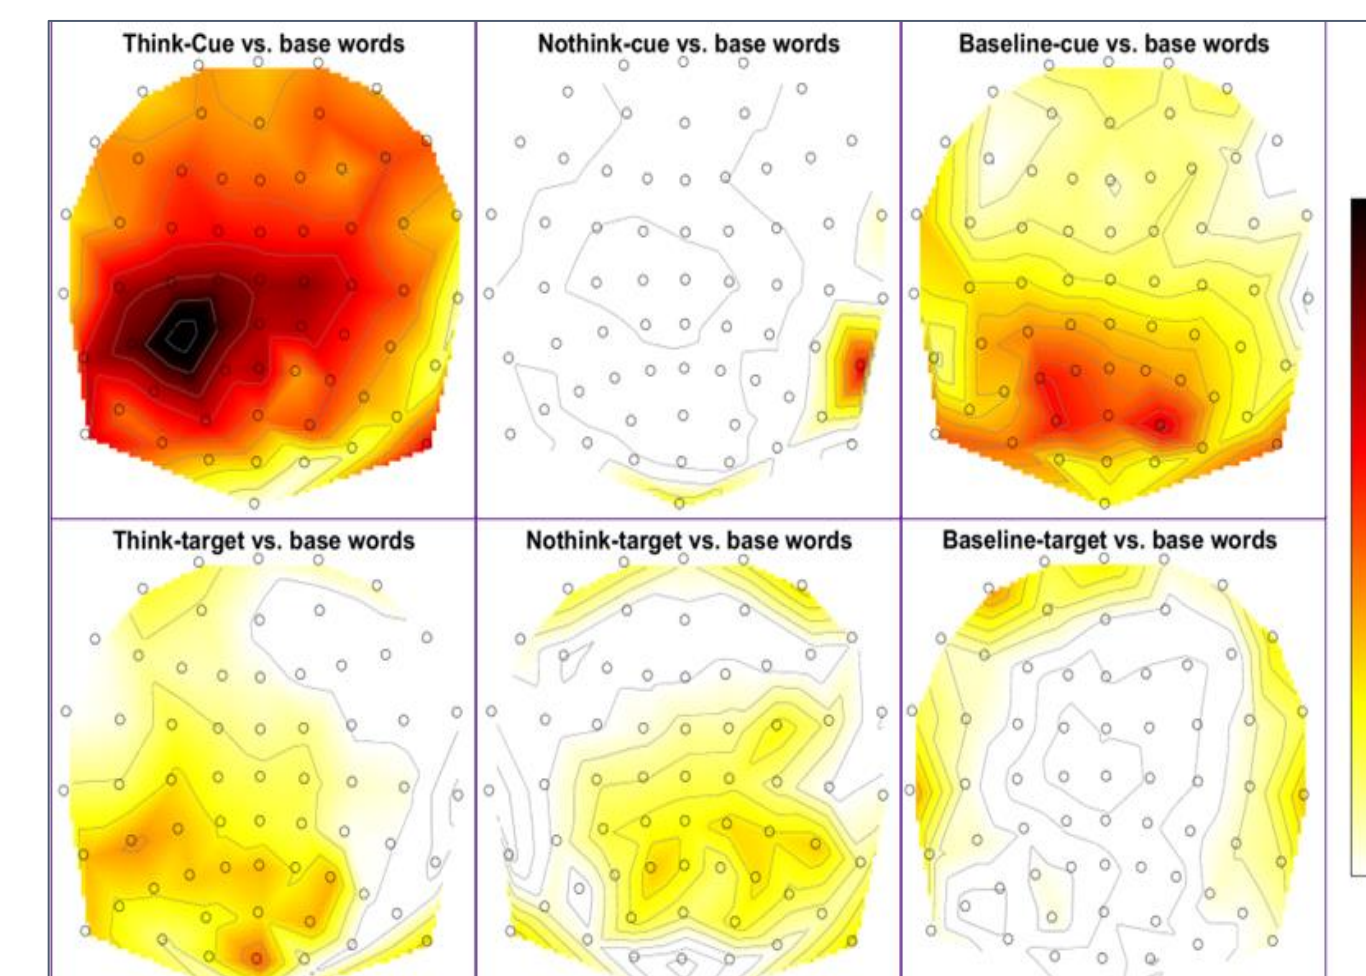 Think-Cue vs. base words
Nothink-cue vs. base words
Baseline-cue vs. base words
Think-target vs. base words
Nothink-target vs. base words
Baseline-target vs. base words